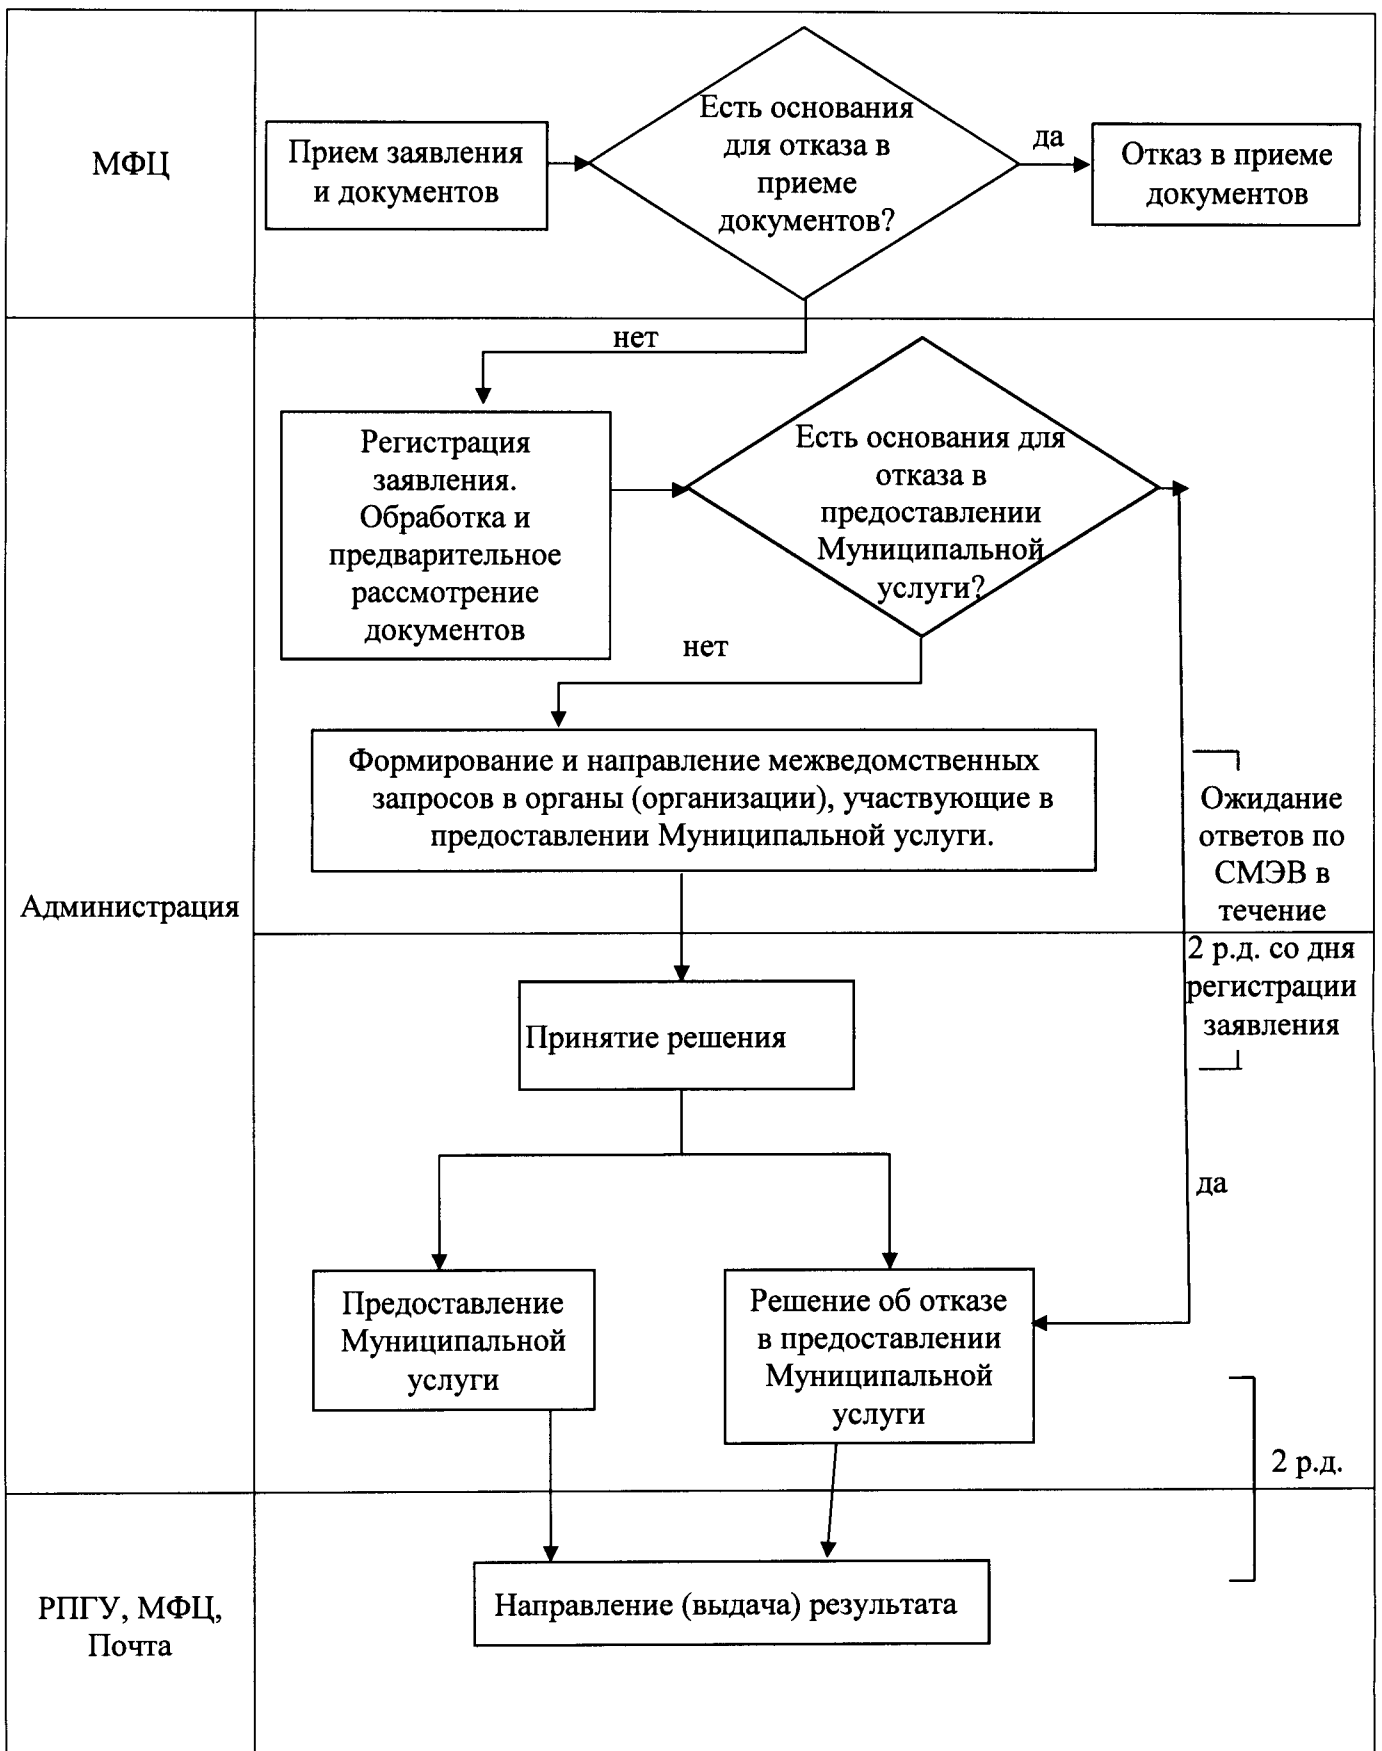 МФЦ
Прием заявления
и документов
Есть основания
для отказа в
приеме
документов?
да
Отказ в приеме
документов
нет
Администрация
Регистрация
заявления.
Обработка и
предварительное
рассмотрение
документов
Есть основания для
отказа в
предоставлении
Муниципальной
услуги?
нет
Формирование и направление межведомственных
запросов в органы (организации), участвующие в
предоставлении Муниципальной услуги.
Ожидание
ответов по
СМЭВ в
течение
2 р.д. со дня
регистрации
заявления
Принятие решения
да
Предоставление
Муниципальной
услуги
Решение об отказе
в предоставлении
Муниципальной
услуги
2 р.д.
РПГУ, МФЦ,
Почта
Направление (выдача) результата